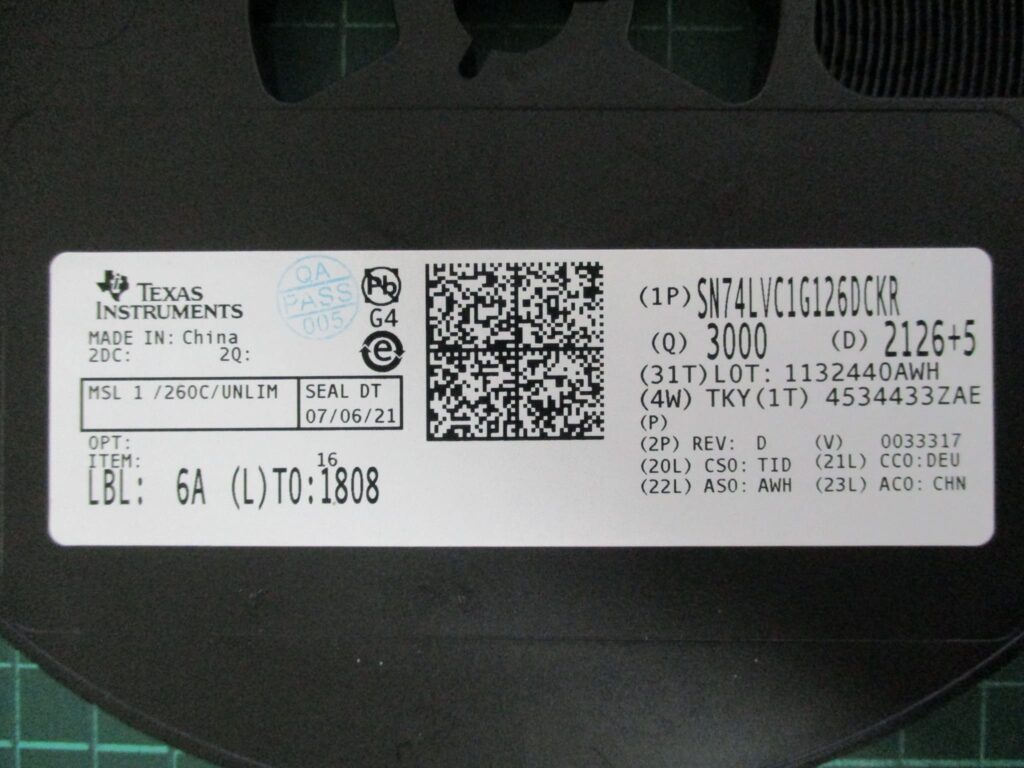 TEXAS
INSTRUMENTS
MADE IN: China
2DC: 2Q:
MSL 1 /260C/UNLIM
SEAL DT
07/06/21
OPT:
ITEM:
16
LBL: 6A (L)TO:1808
QA
PASS
005
Pb
G4
e
(1P)SN74LVC1G126DCKR
(Q) 3000 (D) 2126+5
(31T)LOT: 1132440AWH
(4W) TKY(1T) 4534433ZAE
(P)
(2P) REV: D (V) 0033317
(20L) CSO: TID (21L) CCO:DEU
(22L) ASO: AWH (23L) ACO: CHN